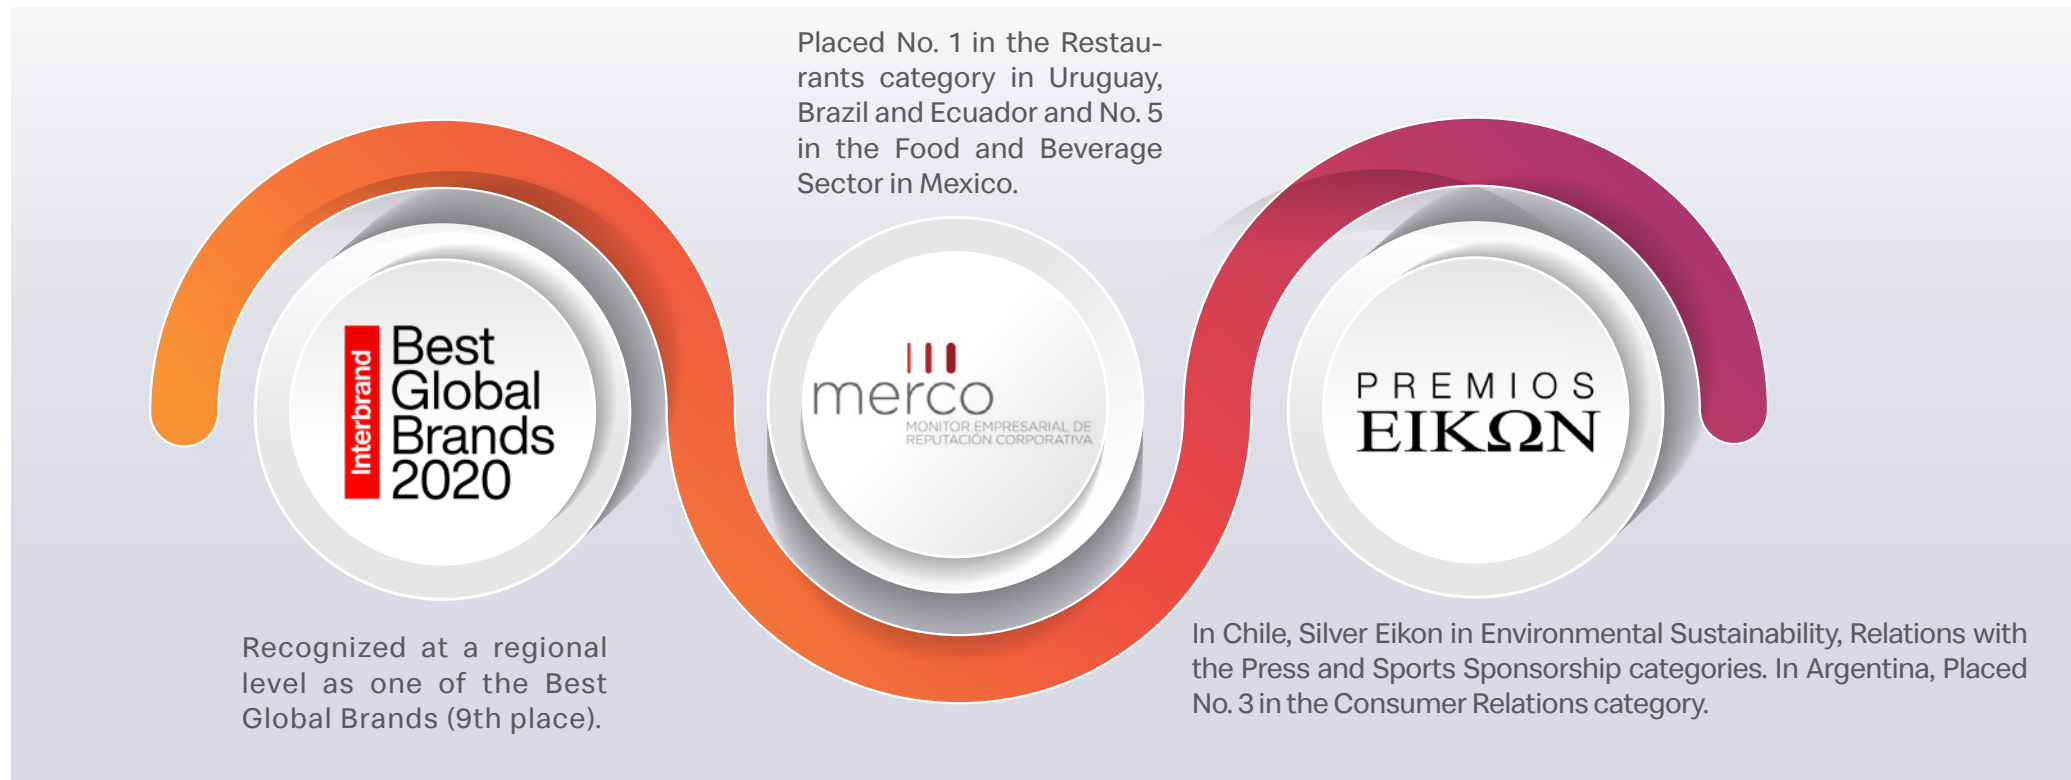 Placed No. 1 in the Restau-
rants category in Uruguay,
Brazil and Ecuador and No. 5
in the Food and Beverage
Sector in Mexico.
Interbrand
Best
Global
Brands
2020
merco
MONITOR EMPRESARIAL DE
REPUTACIÓN CORPORATIVA
PREMIOS
EIKΩN
Recognized at a regional
level as one of the Best
Global Brands (9th place).
In Chile, Silver Eikon in Environmental Sustainability, Relations with
the Press and Sports Sponsorship categories. In Argentina, Placed
No. 3 in the Consumer Relations category.